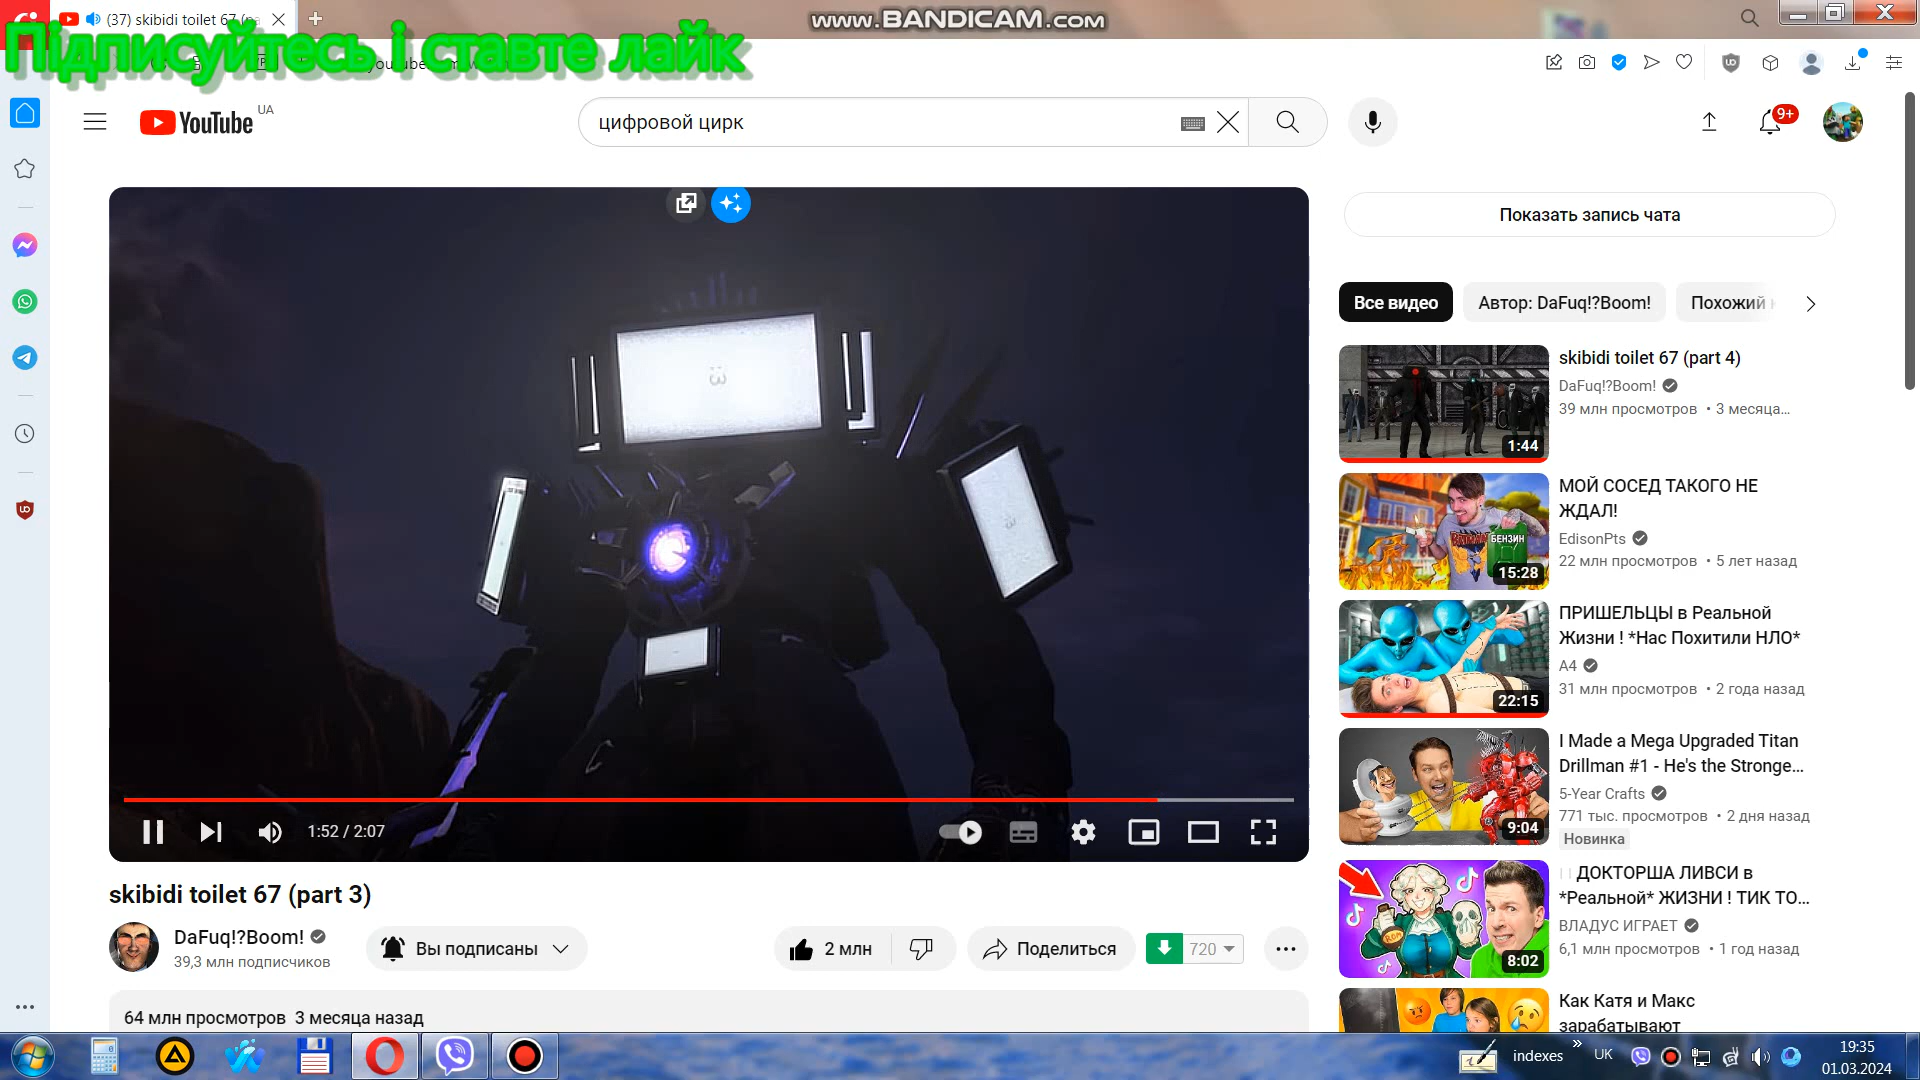 (37) skibidi toilet 67 (pa
www.BANDICAM.com
Підписуйтесь і ставте лайк
YouTube UA
цифровой цирк
9+
:3
1:52 / 2:07
skibidi toilet 67 (part 3)
DaFuq!?Boom!
39,3 млн подписчиков
Вы подписаны
2 млн
Поделиться
720
64 млн просмотров 3 месяца назад
Показать запись чата
Все видео
Автор: DaFuq!?Boom!
Похожий
1:44
skibidi toilet 67 (part 4)
DaFuq!?Boom!
39 млн просмотров • 3 месяца...
БЕНЗИН
15:28
МОЙ СОСЕД ТАКОГО НЕ
ЖДАЛ!
EdisonPts
22 млн просмотров • 5 лет назад
22:15
ПРИШЕЛЬЦЫ в Реальной
Жизни ! *Нас Похитили НЛО*
A4
31 млн просмотров • 2 года назад
9:04
I Made a Mega Upgraded Titan
Drillman #1 - He's the Stronge...
5-Year Crafts
771 тыс. просмотров • 2 дня назад
Новинка
8:02
ДОКТОРША ЛИВСИ в
*Реальной* ЖИЗНИ ! ТИК ТО...
ВЛАДУС ИГРАЕТ
6,1 млн просмотров • 1 год назад
Как Катя и Макс
зарабатывают
indexes
UK
19:35
01.03.2024